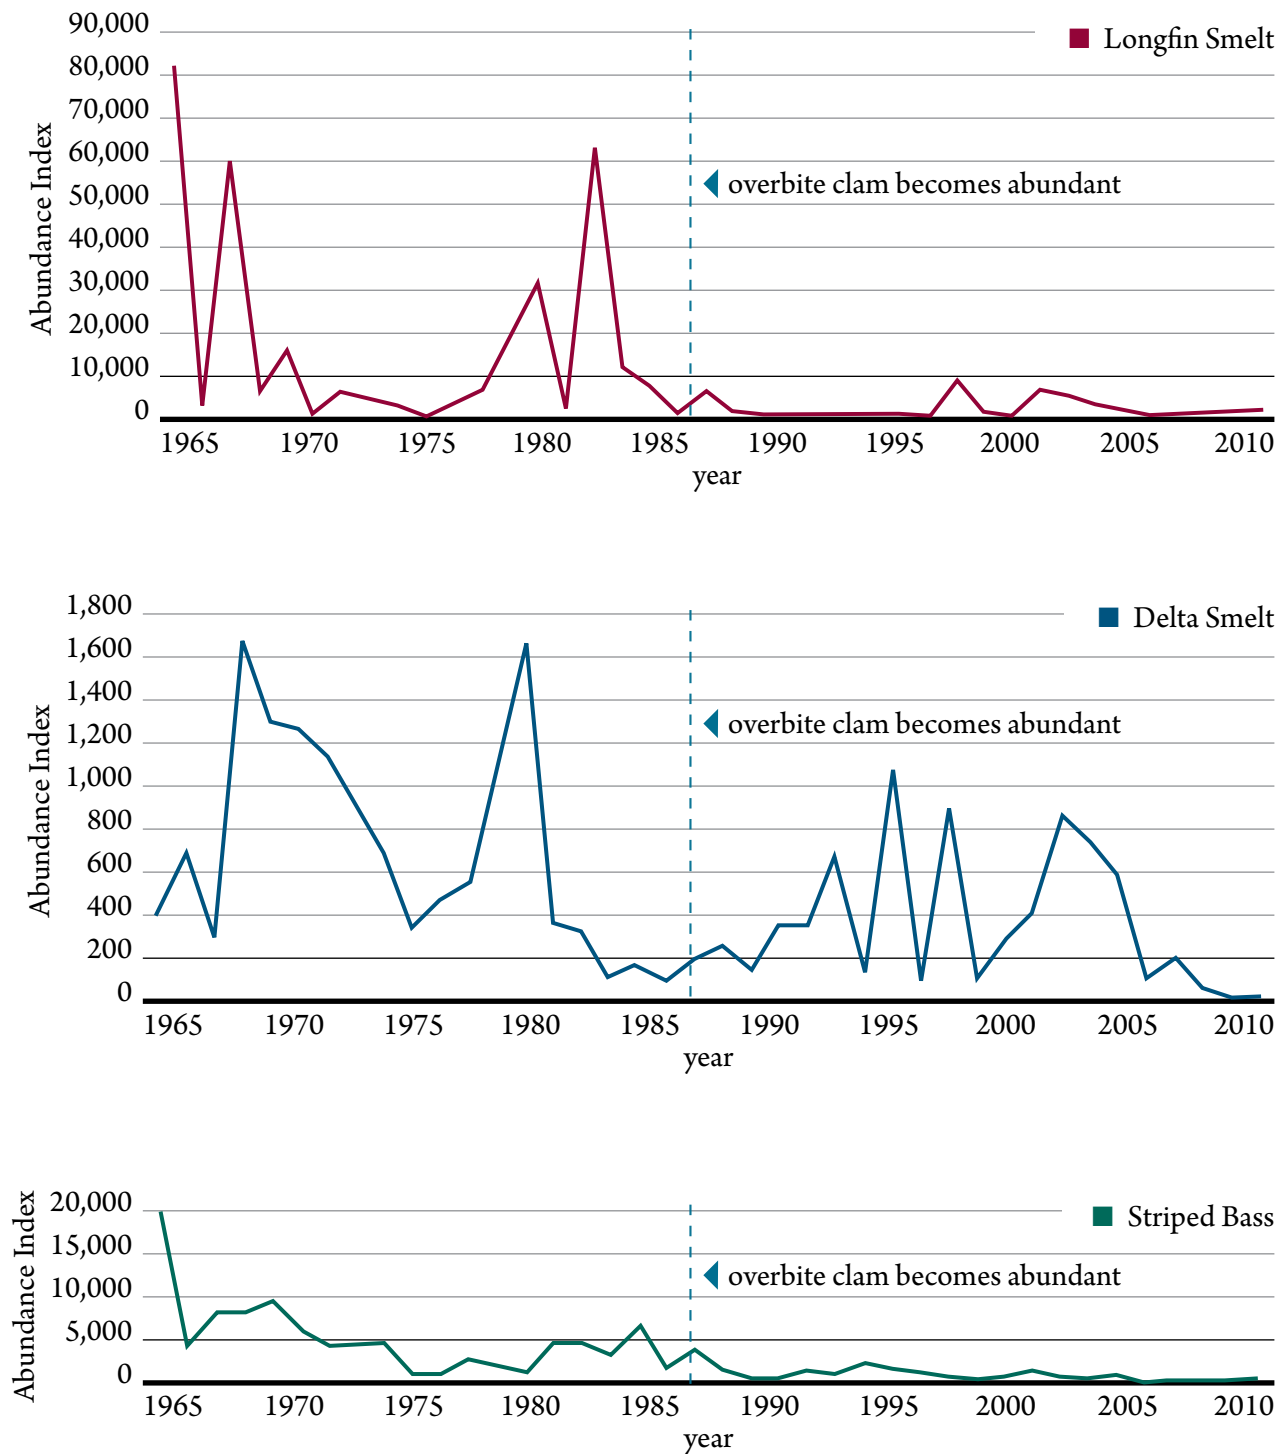 Longfin Smelt
Abundance Index
90,000
80,000
70,000
60,000
50,000
40,000
30,000
20,000
10,000
0
overbite clam becomes abundant
1965 1970 1975 1980 1985 1990 1995 2000 2005 2010
year
Delta Smelt
Abundance Index
1,800
1,600
1,400
1,200
1,000
800
600
400
200
0
overbite clam becomes abundant
1965 1970 1975 1980 1985 1990 1995 2000 2005 2010
year
Striped Bass
Abundance Index
20,000
15,000
10,000
5,000
0
overbite clam becomes abundant
1965 1970 1975 1980 1985 1990 1995 2000 2005 2010
year